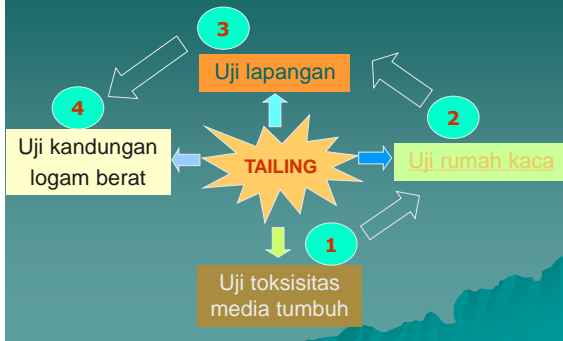 3
Uji lapangan
4
2
Uji kandungan
logam berat
TAILING
Uji rumah kaca
1
Uji toksisitas
media tumbuh